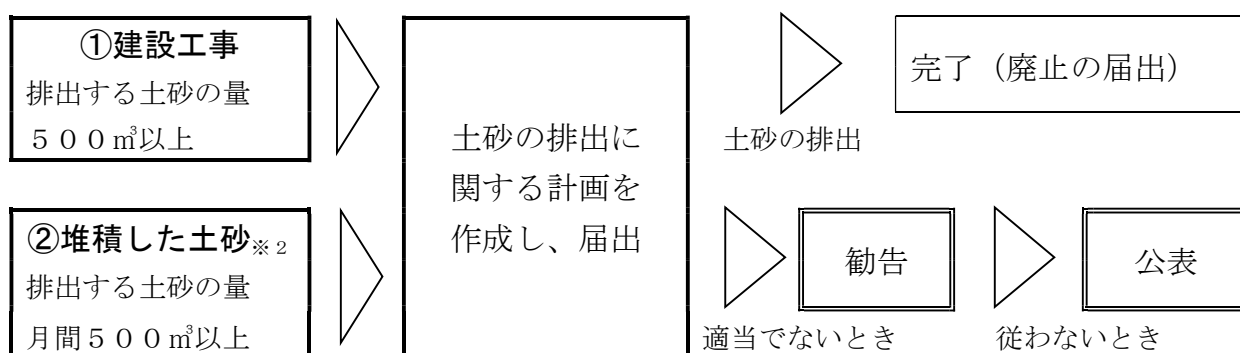 ①建設工事
排出する土砂の量
５００㎥以上
②堆積した土砂※２
排出する土砂の量
月間５００㎥以上
土砂の排出に
関する計画を
作成し、届出
土砂の排出
完了（廃止の届出）
適当でないとき
勧告
従わないとき
公表